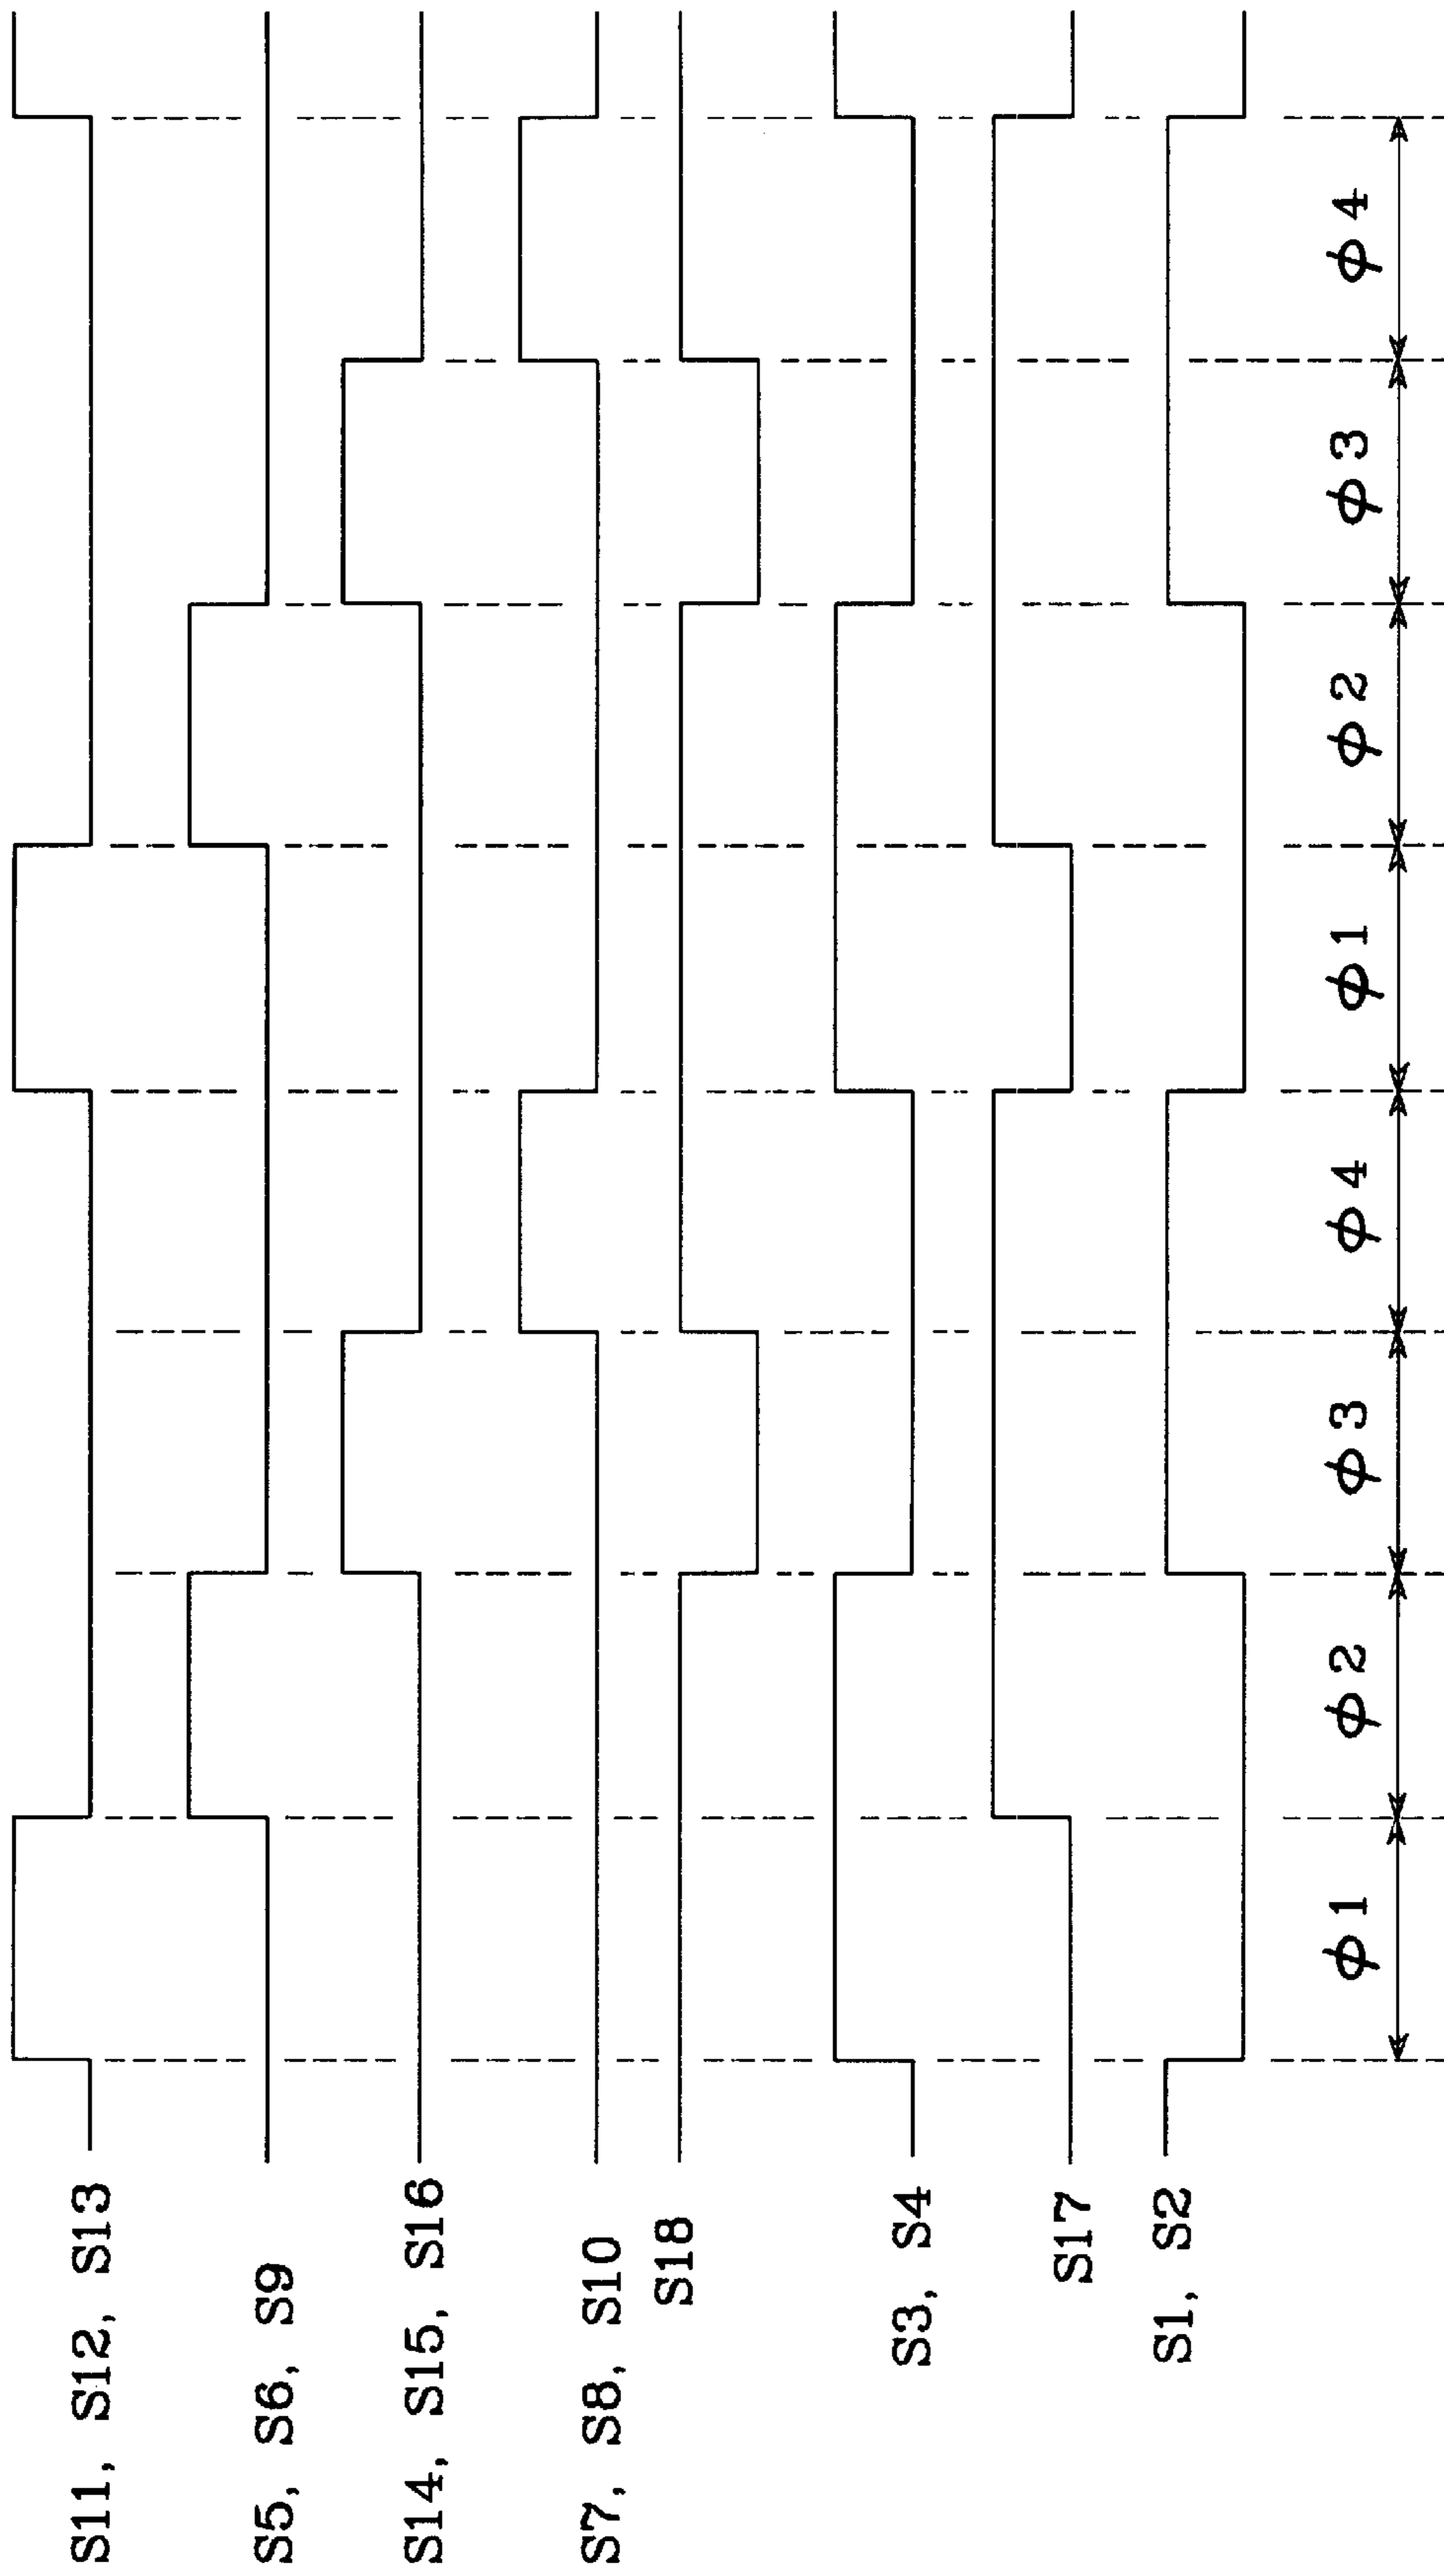 S11, S12, S13
S5, S6, S9
S14, S15, S16
S7, S8, S10
S18
S3, S4
S17
S1, S2
ϕ1 ϕ2 ϕ3 ϕ4 ϕ1 ϕ2 ϕ3 ϕ4